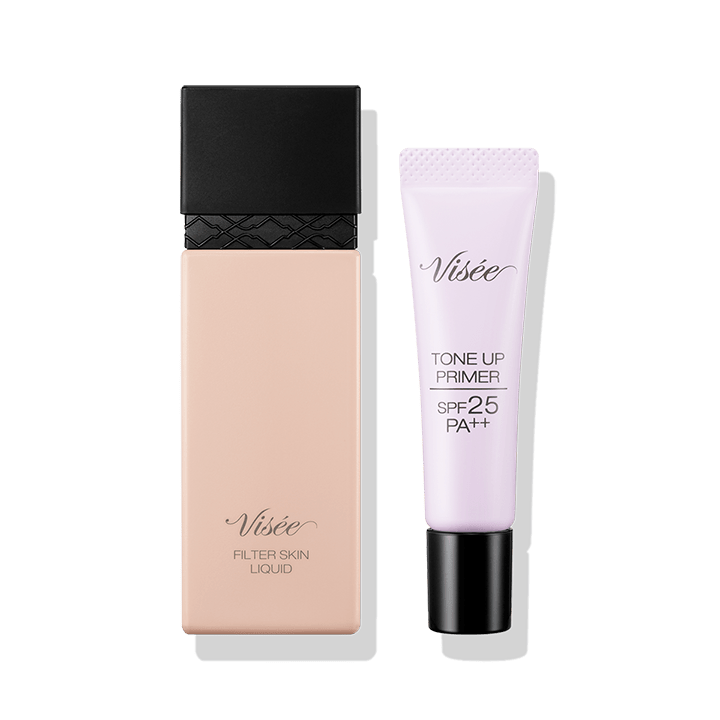 Visée
FILTER SKIN
LIQUID
Visée
TONE UP
PRIMER
SPF25
PA++